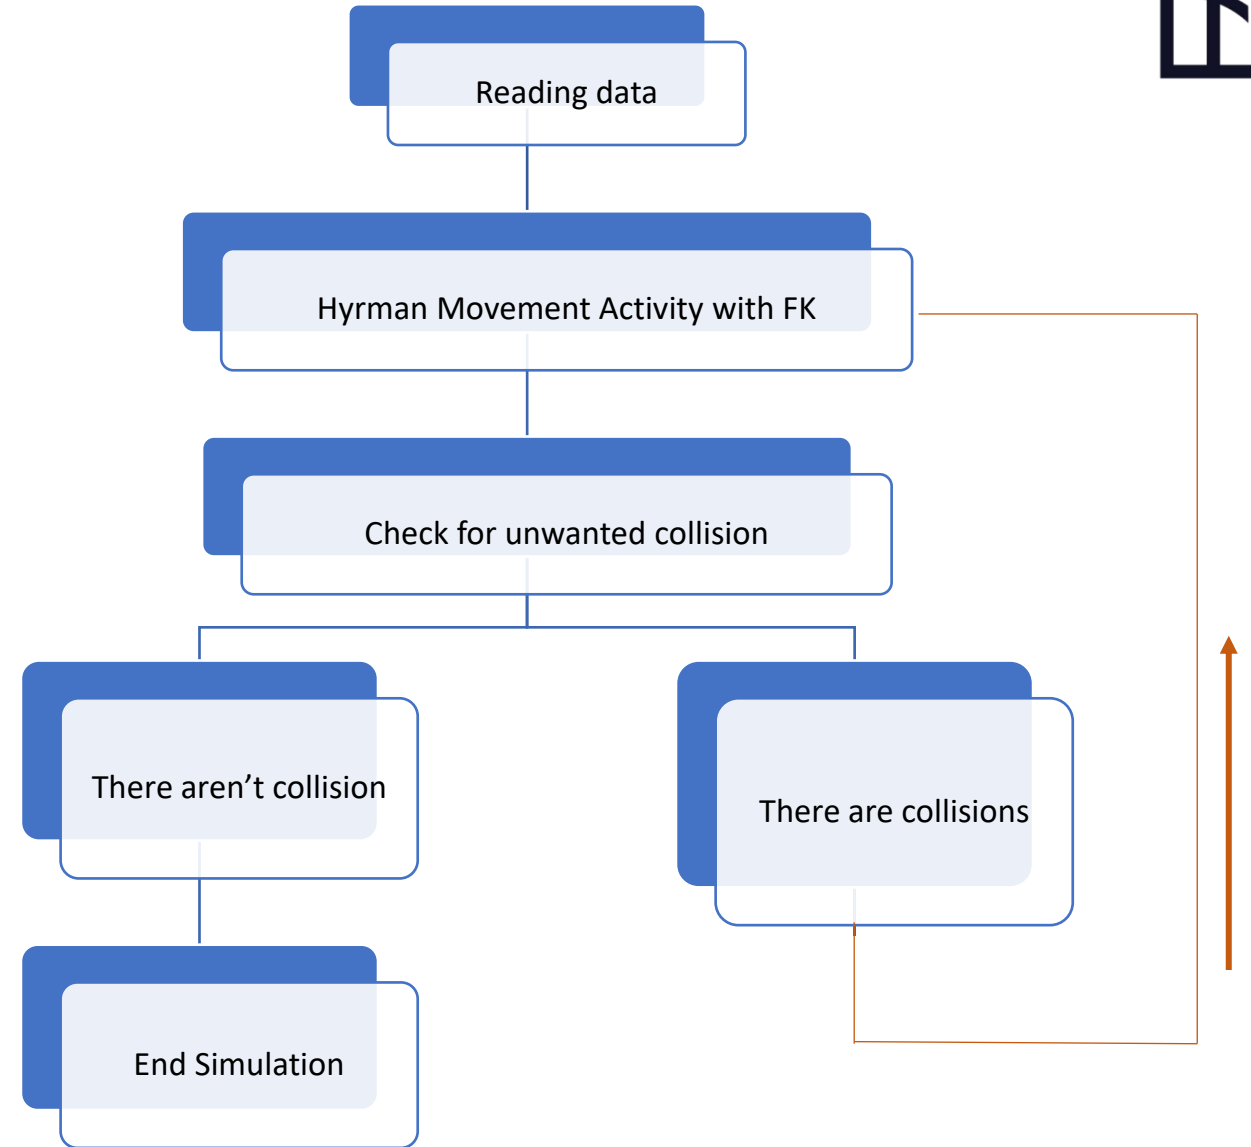 Reading data
Hyrman Movement Activity with FK
Check for unwanted collision
There aren’t collision
There are collisions
End Simulation